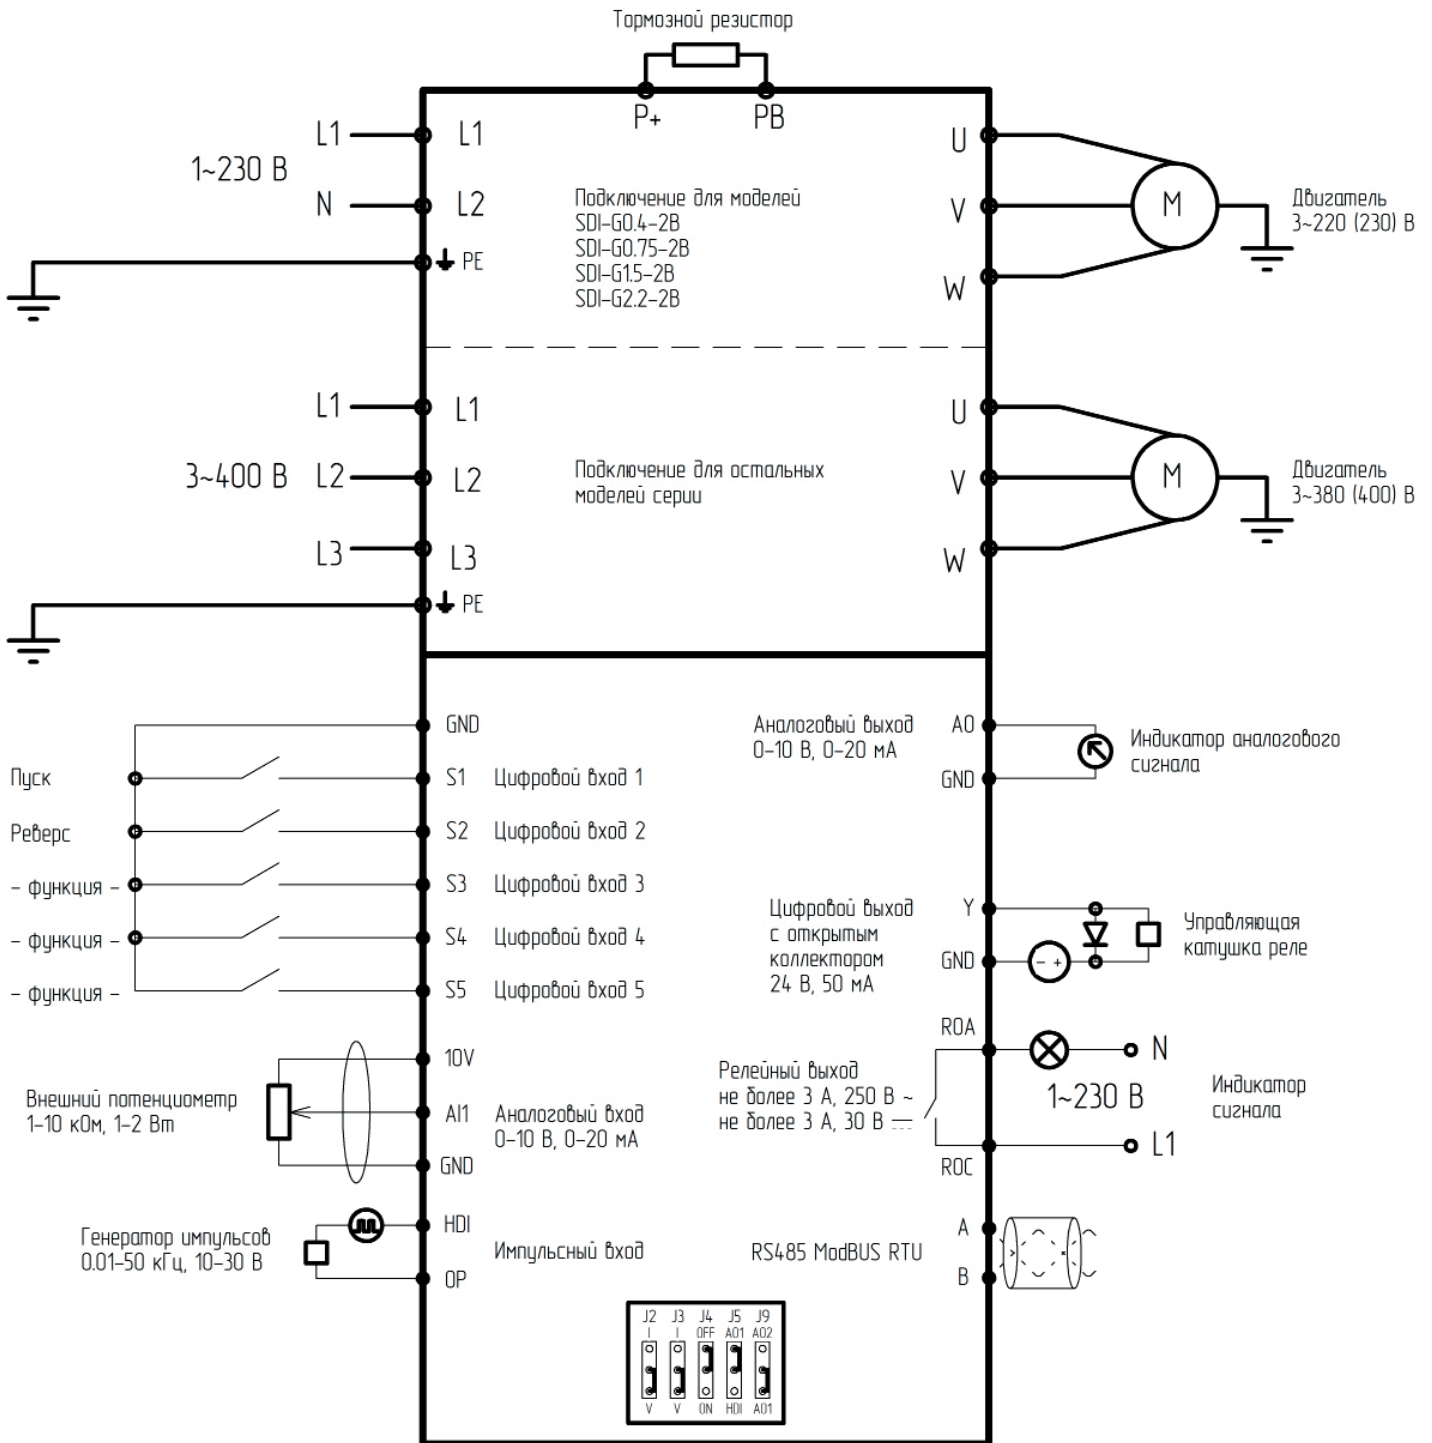 Тормозной резистор
P+
PB
L1
L1
1~230 В
N
L2
PE
Подключение для моделей
SDI-G0.4-2B
SDI-G0.75-2B
SDI-G1.5-2B
SDI-G2.2-2B
U
V
W
M
Двигатель
3~220 (230) В
L1
L1
3~400 В
L2
L2
L3
L3
PE
Подключение для остальных
моделей серии
U
V
W
M
Двигатель
3~380 (400) В
GND
Пуск
S1
Цифровой вход 1
Реверс
S2
Цифровой вход 2
- функция -
S3
Цифровой вход 3
- функция -
S4
Цифровой вход 4
- функция -
S5
Цифровой вход 5
Внешний потенциометр
1-10 кОм, 1-2 Вт
10V
AI1
GND
Аналоговый вход
0-10 В, 0-20 мА
Генератор импульсов
0.01-50 кГц, 10-30 В
HDI
OP
Импульсный вход
Аналоговый выход
0-10 В, 0-20 мА
AO
GND
Индикатор аналогового
сигнала
Цифровой выход
с открытым
коллектором
24 В, 50 мА
Y
GND
- +
Управляющая
катушка реле
Релейный выход
не более 3 А, 250 В ~
не более 3 А, 30 В
ROA
ROC
N
1~230 В
L1
Индикатор
сигнала
RS485 ModBUS RTU
A
B
J2 J3 J4 J5 J9
I I OFF AO1 AO2
V V ON HDI AO1